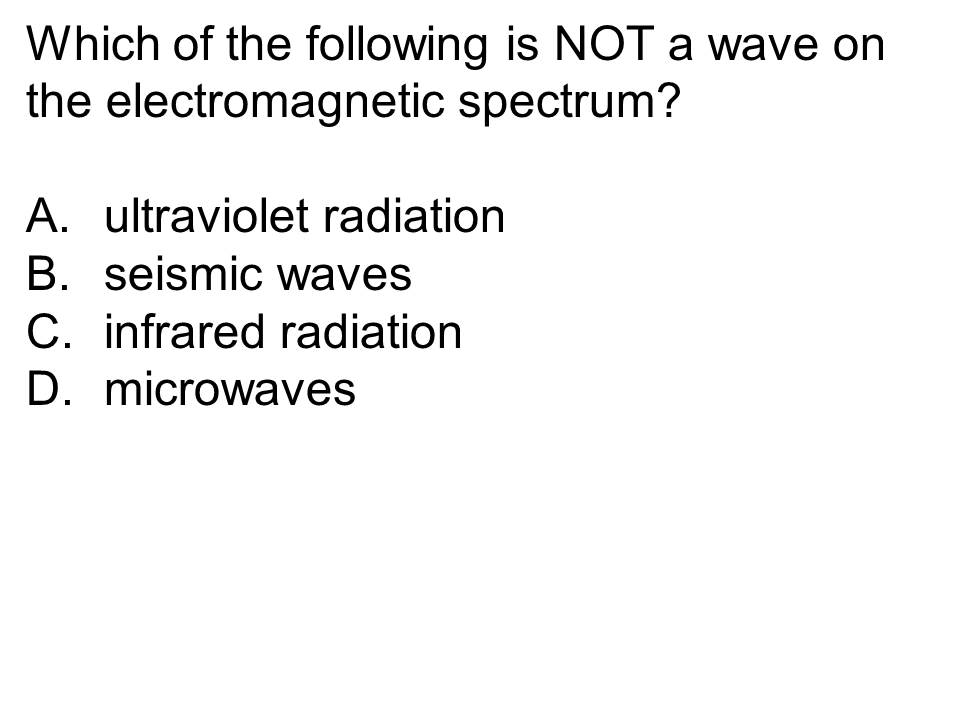 Which of the following is NOT a wave on
the electromagnetic spectrum?
A. ultraviolet radiation
B. seismic waves
C. infrared radiation
D. microwaves